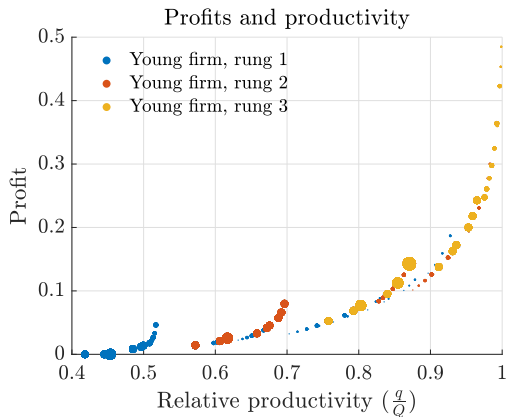 Profits and productivity
Young firm, rung 1
Young firm, rung 2
Young firm, rung 3
0.5
0.4
0.3
0.2
0.1
0
Profit
0.4 0.5 0.6 0.7 0.8 0.9 1
Relative productivity (q/Q)